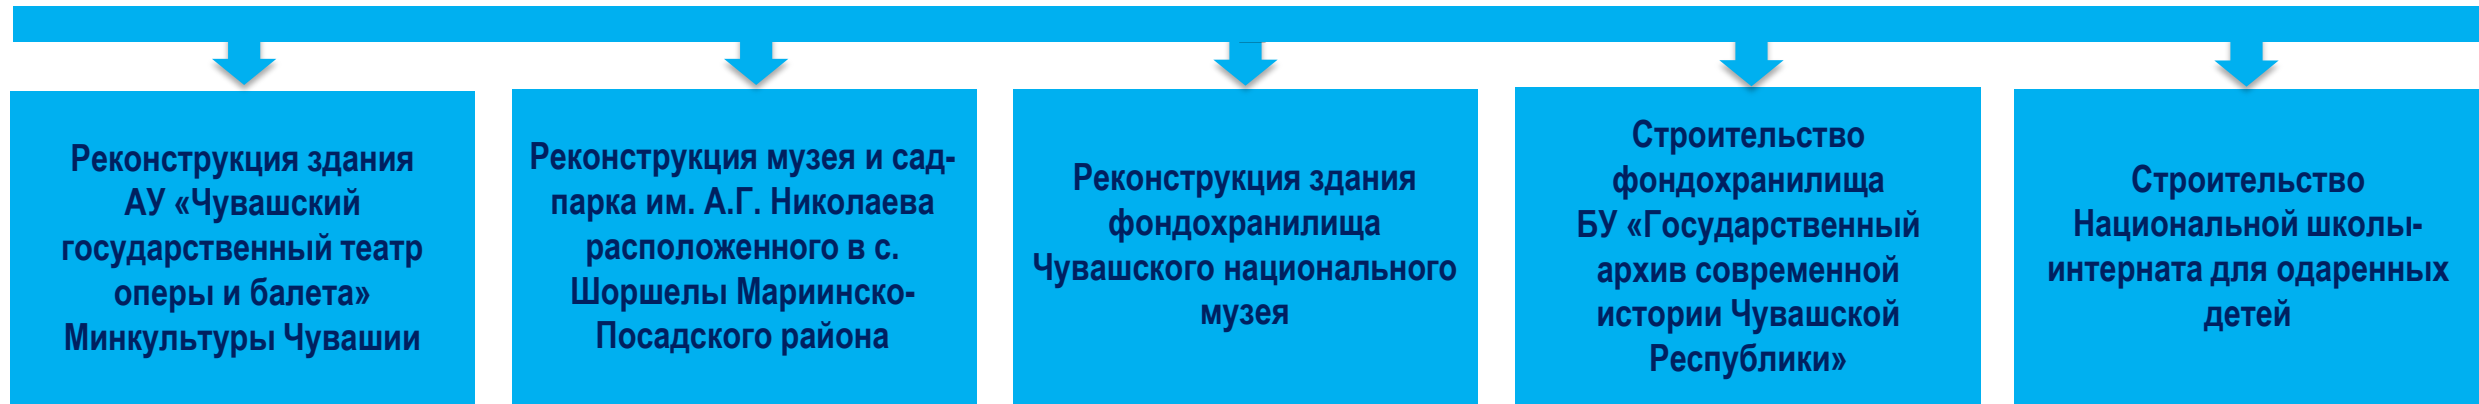 Реконструкция здания
АУ «Чувашский
государственный театр
оперы и балета»
Минкультуры Чувашии
Реконструкция музея и сад-
парка им. А.Г. Николаева
расположенного в с.
Шоршелы Мариинско-
Посадского района
Реконструкция здания
фондохранилища
Чувашского национального
музея
Строительство
фондохранилища
БУ «Государственный
архив современной
истории Чувашской
Республики»
Строительство
Национальной школы-
интерната для одаренных
детей